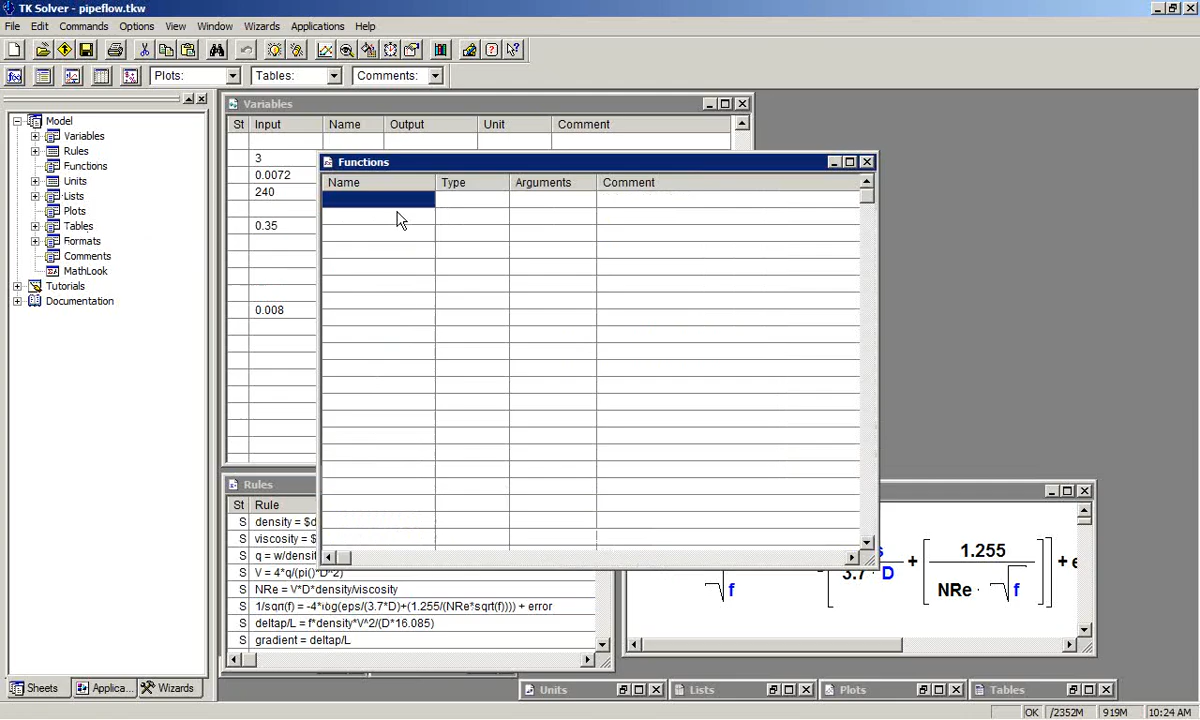 TK Solver - pipeflow.tkw
File Edit Commands Options View Window Wizards Applications Help
Plots: Tables: Comments:
Model
Variables
Rules
Functions
Units
Lists
Plots
Tables
Formats
Comments
MathLook
Tutorials
Documentation
Sheets Applica... Wizards
Variables
St Input Name Output Unit Comment
3
0.0072
240
0.35
0.008
Functions
Name Type Arguments Comment
Rules
St Rule
S density = $d
S viscosity = $
S q = w/density
S V = 4*q/(pi()*D^2)
S NRe = V*D*density/viscosity
S 1/sqrt(f) = -4*log(eps/(3.7*D)+(1.255/(NRe*sqrt(f)))) + error
S deltap/L = f*density*V^2/(D*16.085)
S gradient = deltap/L
√f
3.7 · D + [ 1.255 / NRe · √f ] + e
Units Lists Plots Tables
OK /2352M 919M 10:24 AM